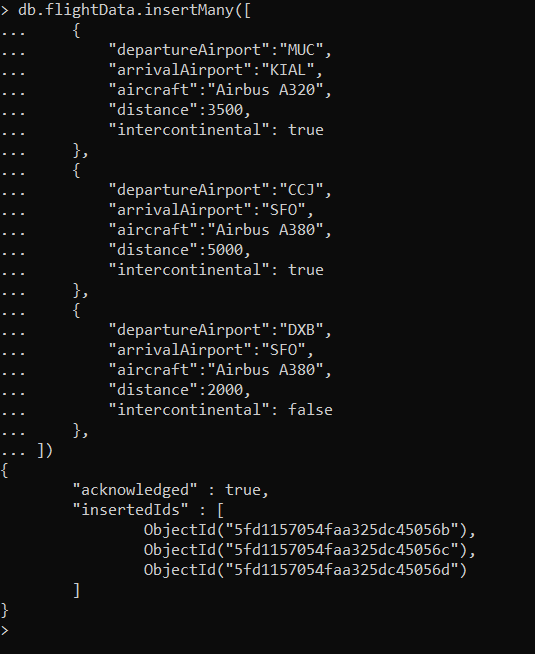 > db.flightData.insertMany([
...     {
...         "departureAirport":"MUC",
...         "arrivalAirport":"KIAL",
...         "aircraft":"Airbus A320",
...         "distance":3500,
...         "intercontinental": true
...     },
...     {
...         "departureAirport":"CCJ",
...         "arrivalAirport":"SFO",
...         "aircraft":"Airbus A380",
...         "distance":5000,
...         "intercontinental": true
...     },
...     {
...         "departureAirport":"DXB",
...         "arrivalAirport":"SFO",
...         "aircraft":"Airbus A380",
...         "distance":2000,
...         "intercontinental": false
...     },
... ])
{
        "acknowledged" : true,
        "insertedIds" : [
                ObjectId("5fd1157054faa325dc45056b"),
                ObjectId("5fd1157054faa325dc45056c"),
                ObjectId("5fd1157054faa325dc45056d")
        ]
}
>